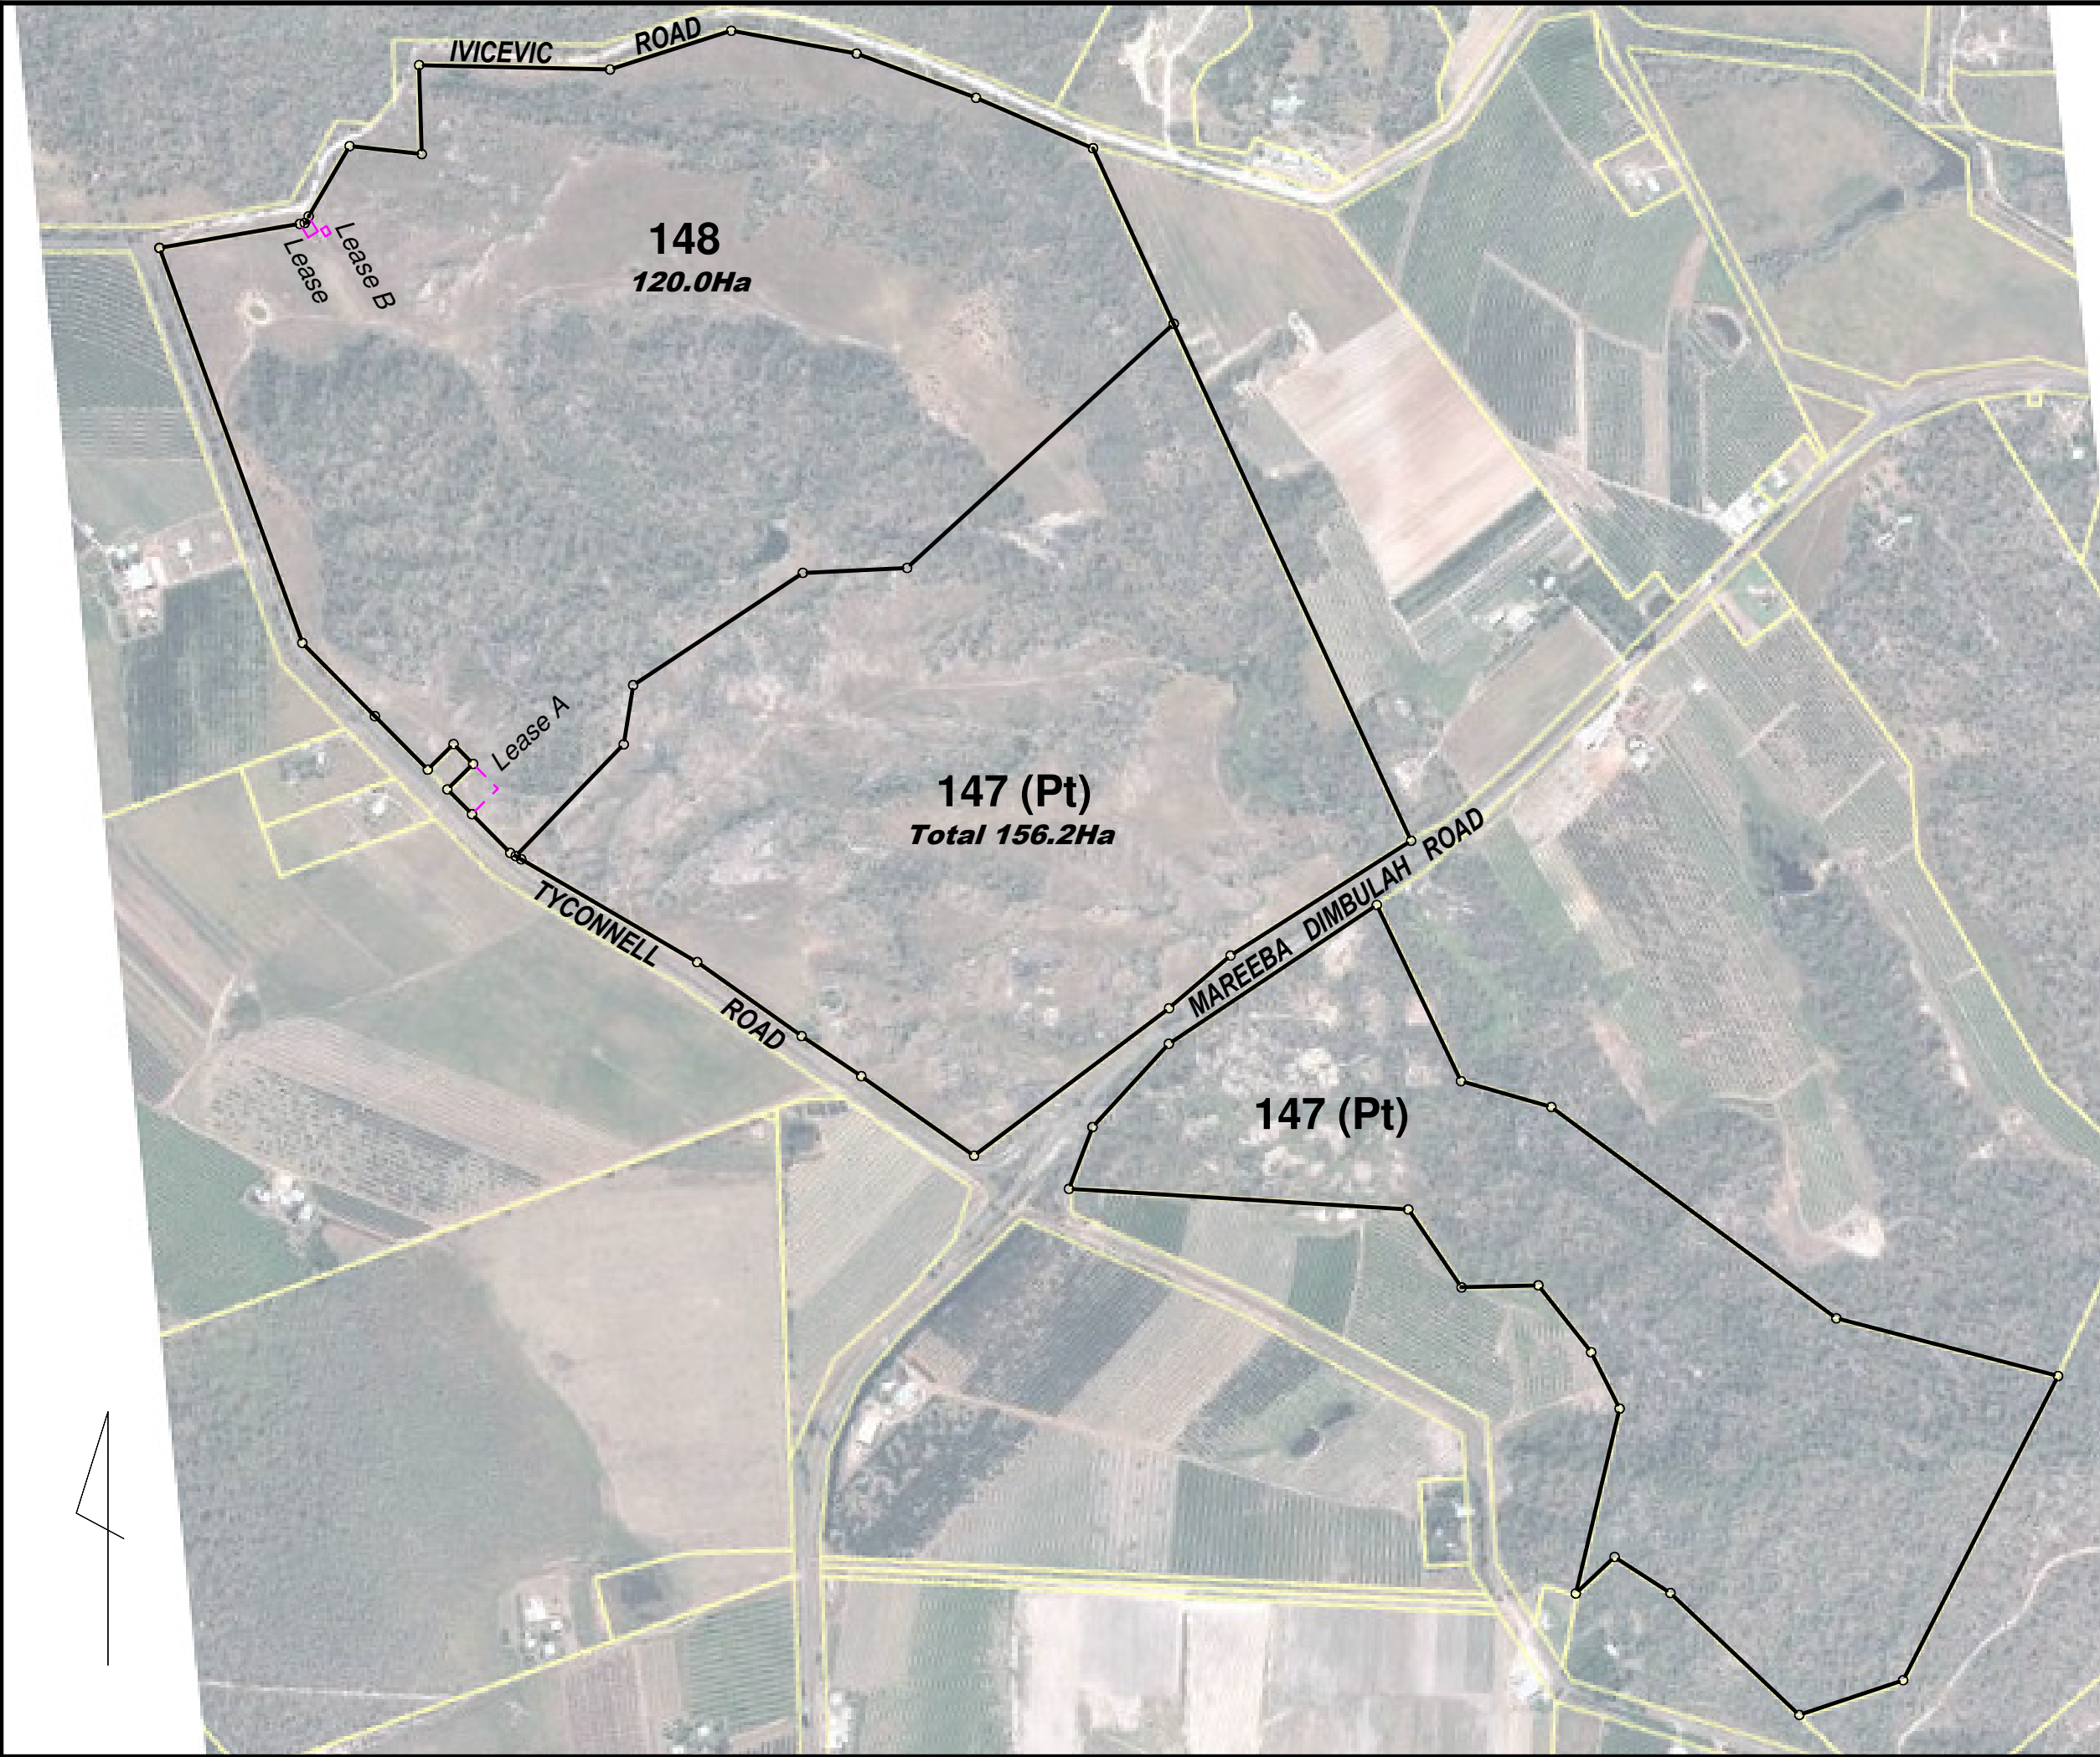 IVICEVIC ROAD
148
120.0Ha
Lease
Lease B
Lease A
147 (Pt)
Total 156.2Ha
TYCONNELL ROAD
MAREEBA DIMBULAH ROAD
147 (Pt)